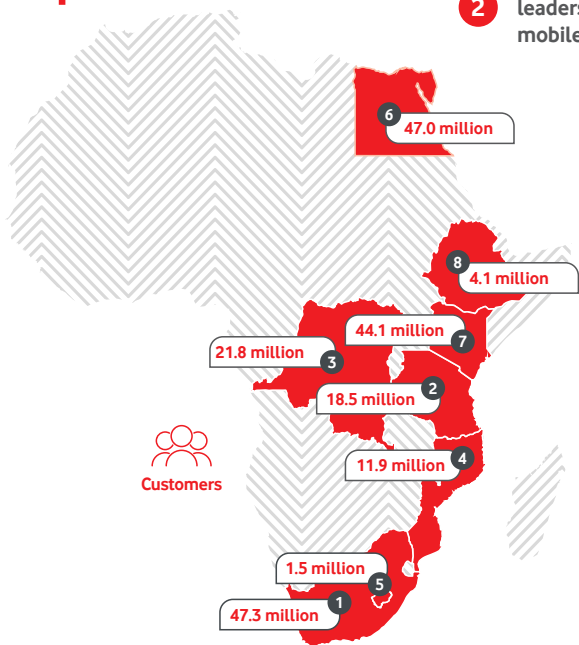 2
leaders
mobile
6
47.0 million
8
4.1 million
44.1 million
7
21.8 million
3
2
18.5 million
4
11.9 million
Customers
1.5 million
5
1
47.3 million